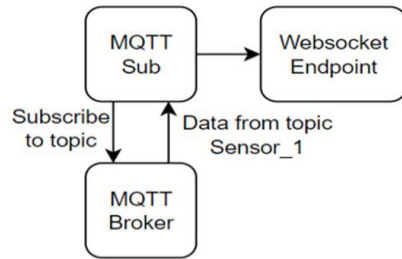 MQTT
Sub
Websocket
Endpoint
Subscribe
to topic
Data from topic
Sensor_1
MQTT
Broker